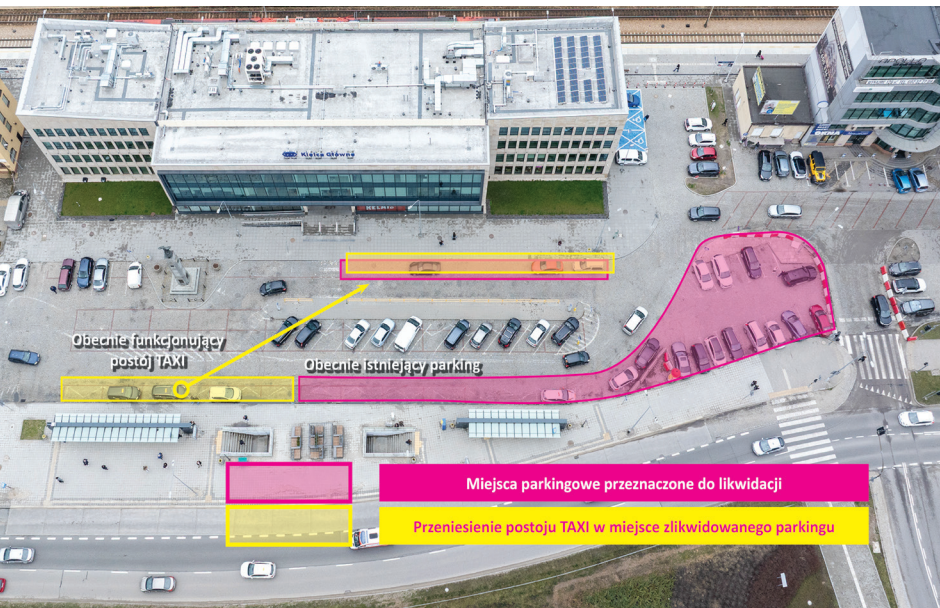 Kielce Główne
RELAY
Obecnie funkcjonujący
postój TAXI
Obecnie istniejący parking
Miejsca parkingowe przeznaczone do likwidacji
Przeniesienie postoju TAXI w miejsce zlikwidowanego parkingu